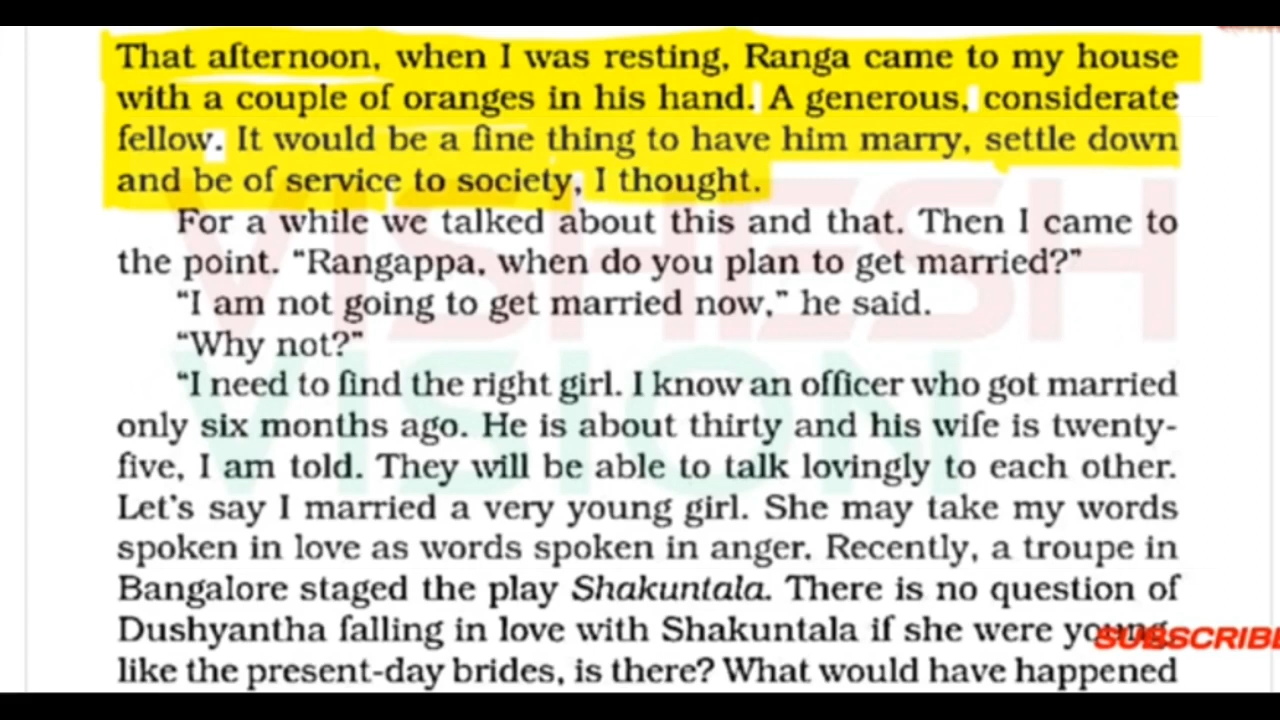 That afternoon, when I was resting, Ranga came to my house
with a couple of oranges in his hand. A generous, considerate
fellow. It would be a fine thing to have him marry, settle down
and be of service to society, I thought.
For a while we talked about this and that. Then I came to
the point. “Rangappa, when do you plan to get married?”
“I am not going to get married now,” he said.
“Why not?”
“I need to find the right girl. I know an officer who got married
only six months ago. He is about thirty and his wife is twenty-
five, I am told. They will be able to talk lovingly to each other.
Let’s say I married a very young girl. She may take my words
spoken in love as words spoken in anger. Recently, a troupe in
Bangalore staged the play Shakuntala. There is no question of
Dushyantha falling in love with Shakuntala if she were young
like the present-day brides, is there? What would have happened
VISHESH
VISION
SUBSCRIBE